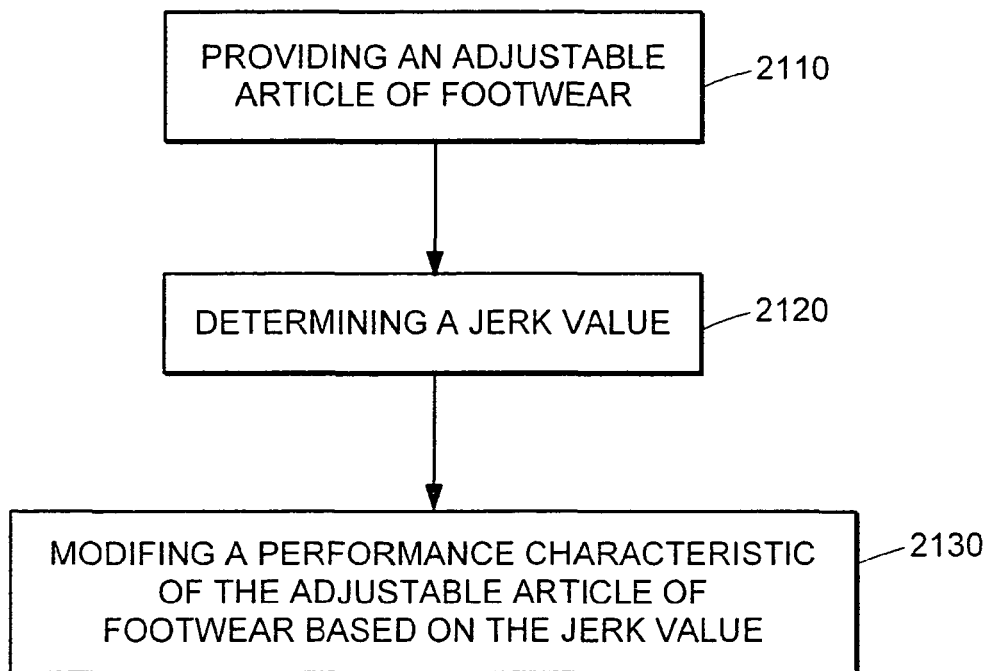 PROVIDING AN ADJUSTABLE
ARTICLE OF FOOTWEAR
2110
DETERMINING A JERK VALUE
2120
MODIFING A PERFORMANCE CHARACTERISTIC
OF THE ADJUSTABLE ARTICLE OF
FOOTWEAR BASED ON THE JERK VALUE
2130